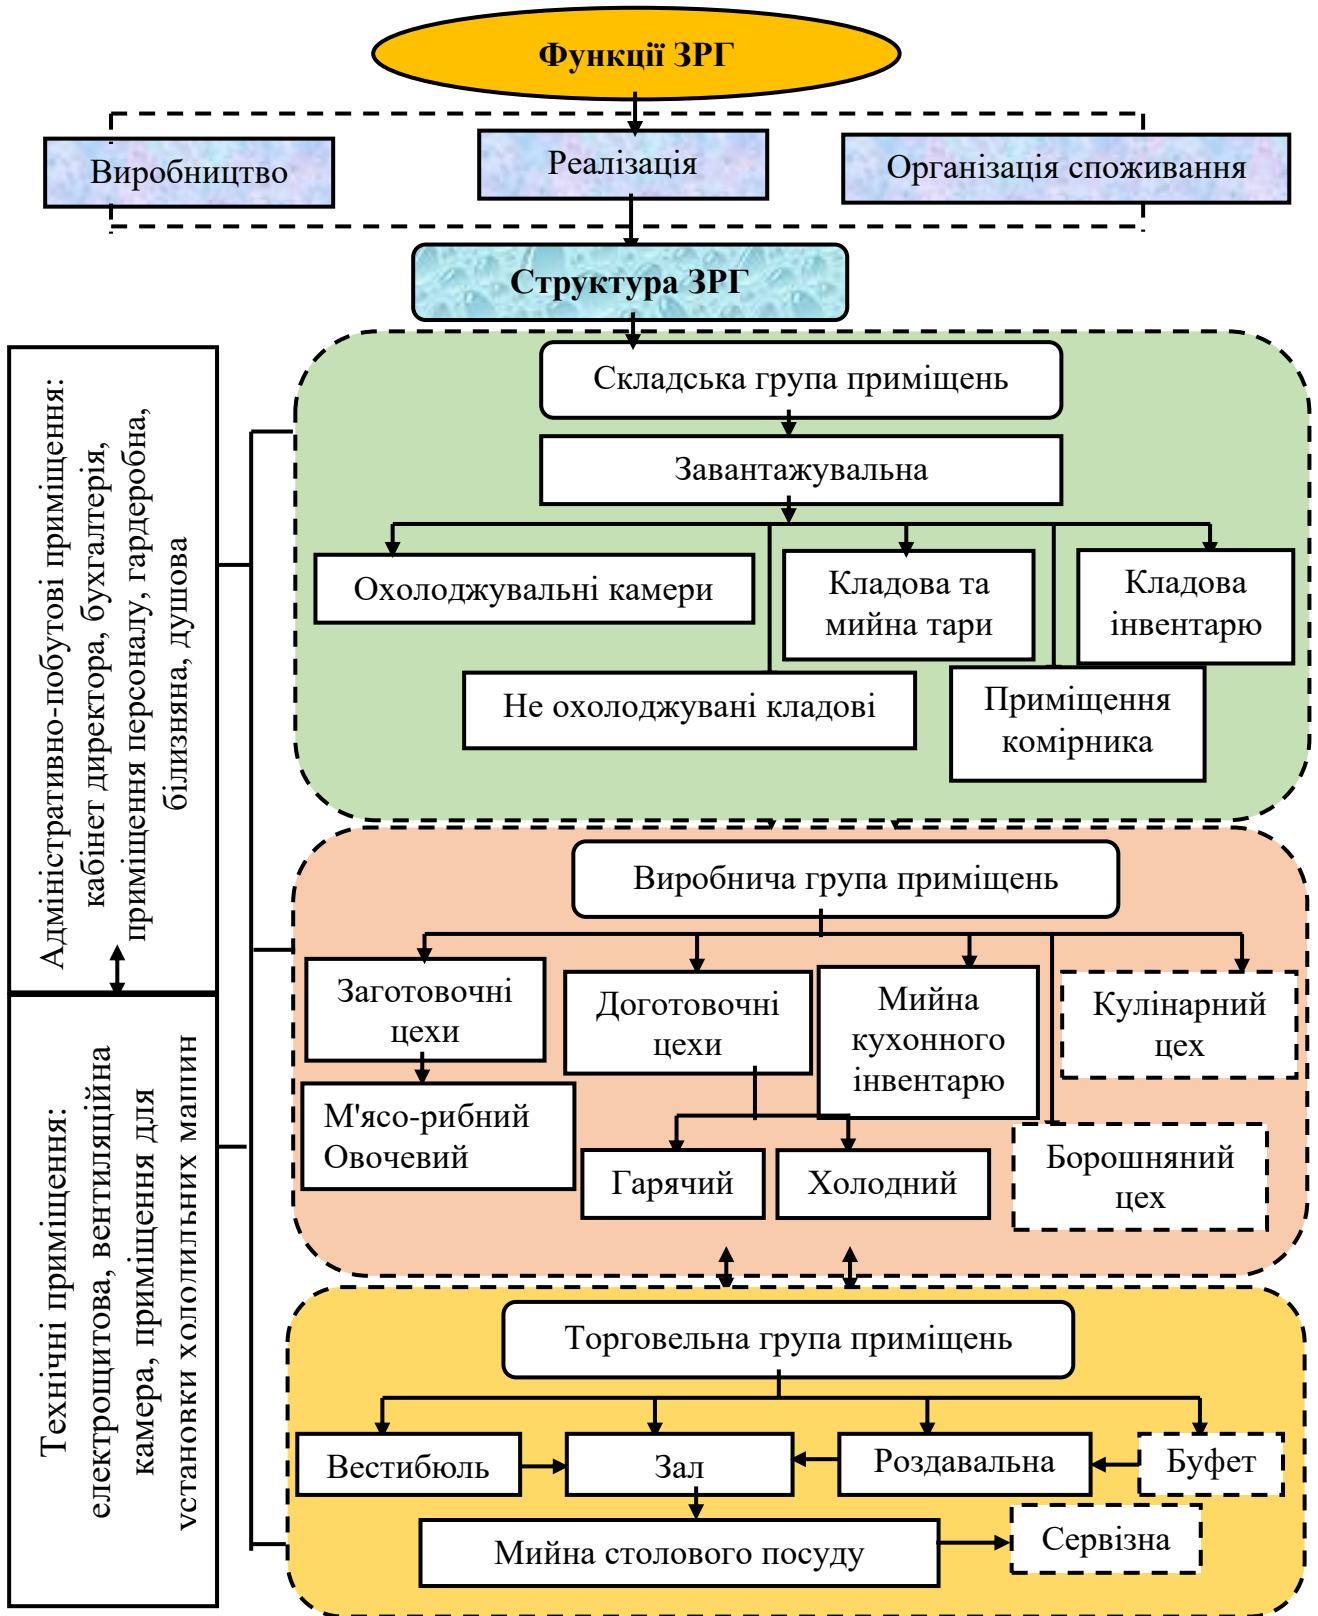 Функції ЗРГ
Виробництво
Реалізація
Організація споживання
Структура ЗРГ
Адміністративно-побутові приміщення:
кабінет директора, бухгалтерія,
приміщення персоналу, гардеробна,
білизняна, душова
Технічні приміщення:
електрощитова, вентиляційна
камера, приміщення для
установки холодильних машин
Складська група приміщень
Завантажувальна
Охолоджувальні камери
Кладова та
мийна тари
Кладова
інвентарю
Не охолоджувані кладові
Приміщення
комірника
Виробнича група приміщень
Заготовочні
цехи
Доготовочні
цехи
Мийна
кухонного
інвентарю
Кулінарний
цех
М'ясо-рибний
Овочевий
Гарячий
Холодний
Борошняний
цех
Торговельна група приміщень
Вестибюль
Зал
Роздавальна
Буфет
Мийна столового посуду
Сервізна